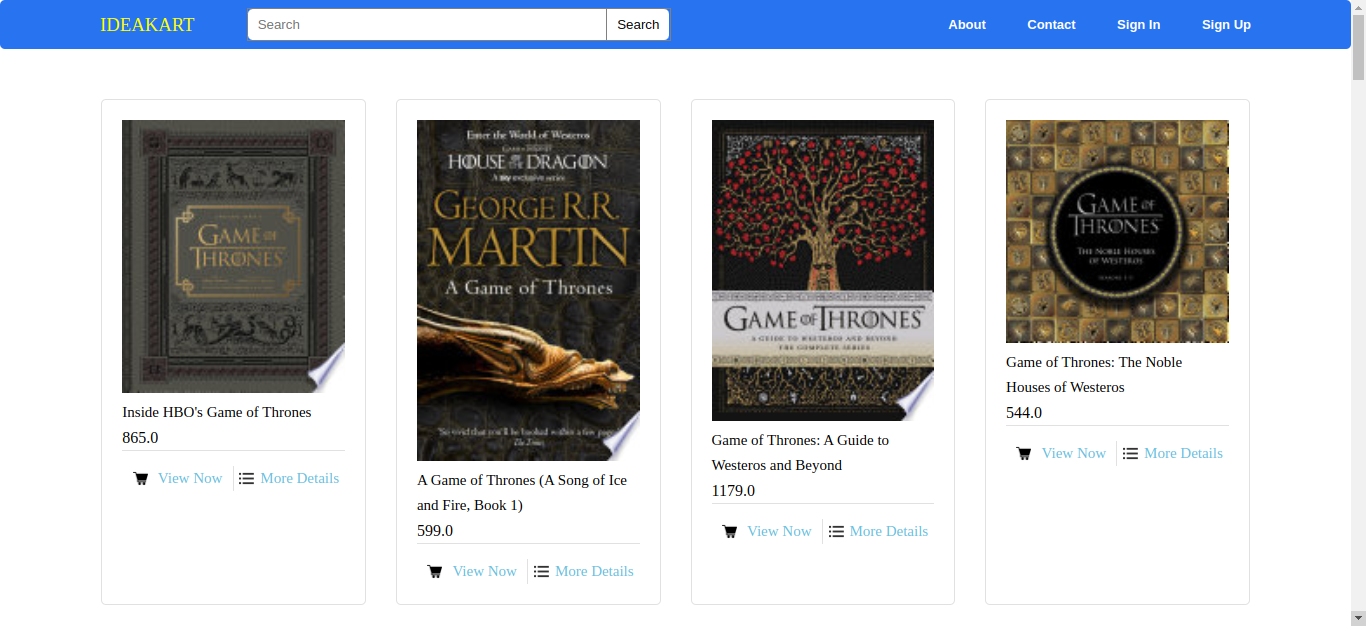 IDEAKART
Search
Search
About
Contact
Sign In
Sign Up
GAME OF
THRONES
Inside HBO's Game of Thrones
865.0
View Now
More Details
Enter the World of Westeros
GAME OF THRONES
HOUSE OF THE DRAGON
A sky exclusive series
GEORGE R.R.
MARTIN
A Game of Thrones
'So vivid that you'll be hooked within a few pages'
The Times
A Game of Thrones (A Song of Ice
and Fire, Book 1)
599.0
View Now
More Details
GAME OF THRONES
A GUIDE TO WESTEROS AND BEYOND
THE COMPLETE SERIES
Game of Thrones: A Guide to
Westeros and Beyond
1179.0
View Now
More Details
GAME OF
THRONES
THE NOBLE HOUSES
OF WESTEROS
SEASONS 1-5
Game of Thrones: The Noble
Houses of Westeros
544.0
View Now
More Details